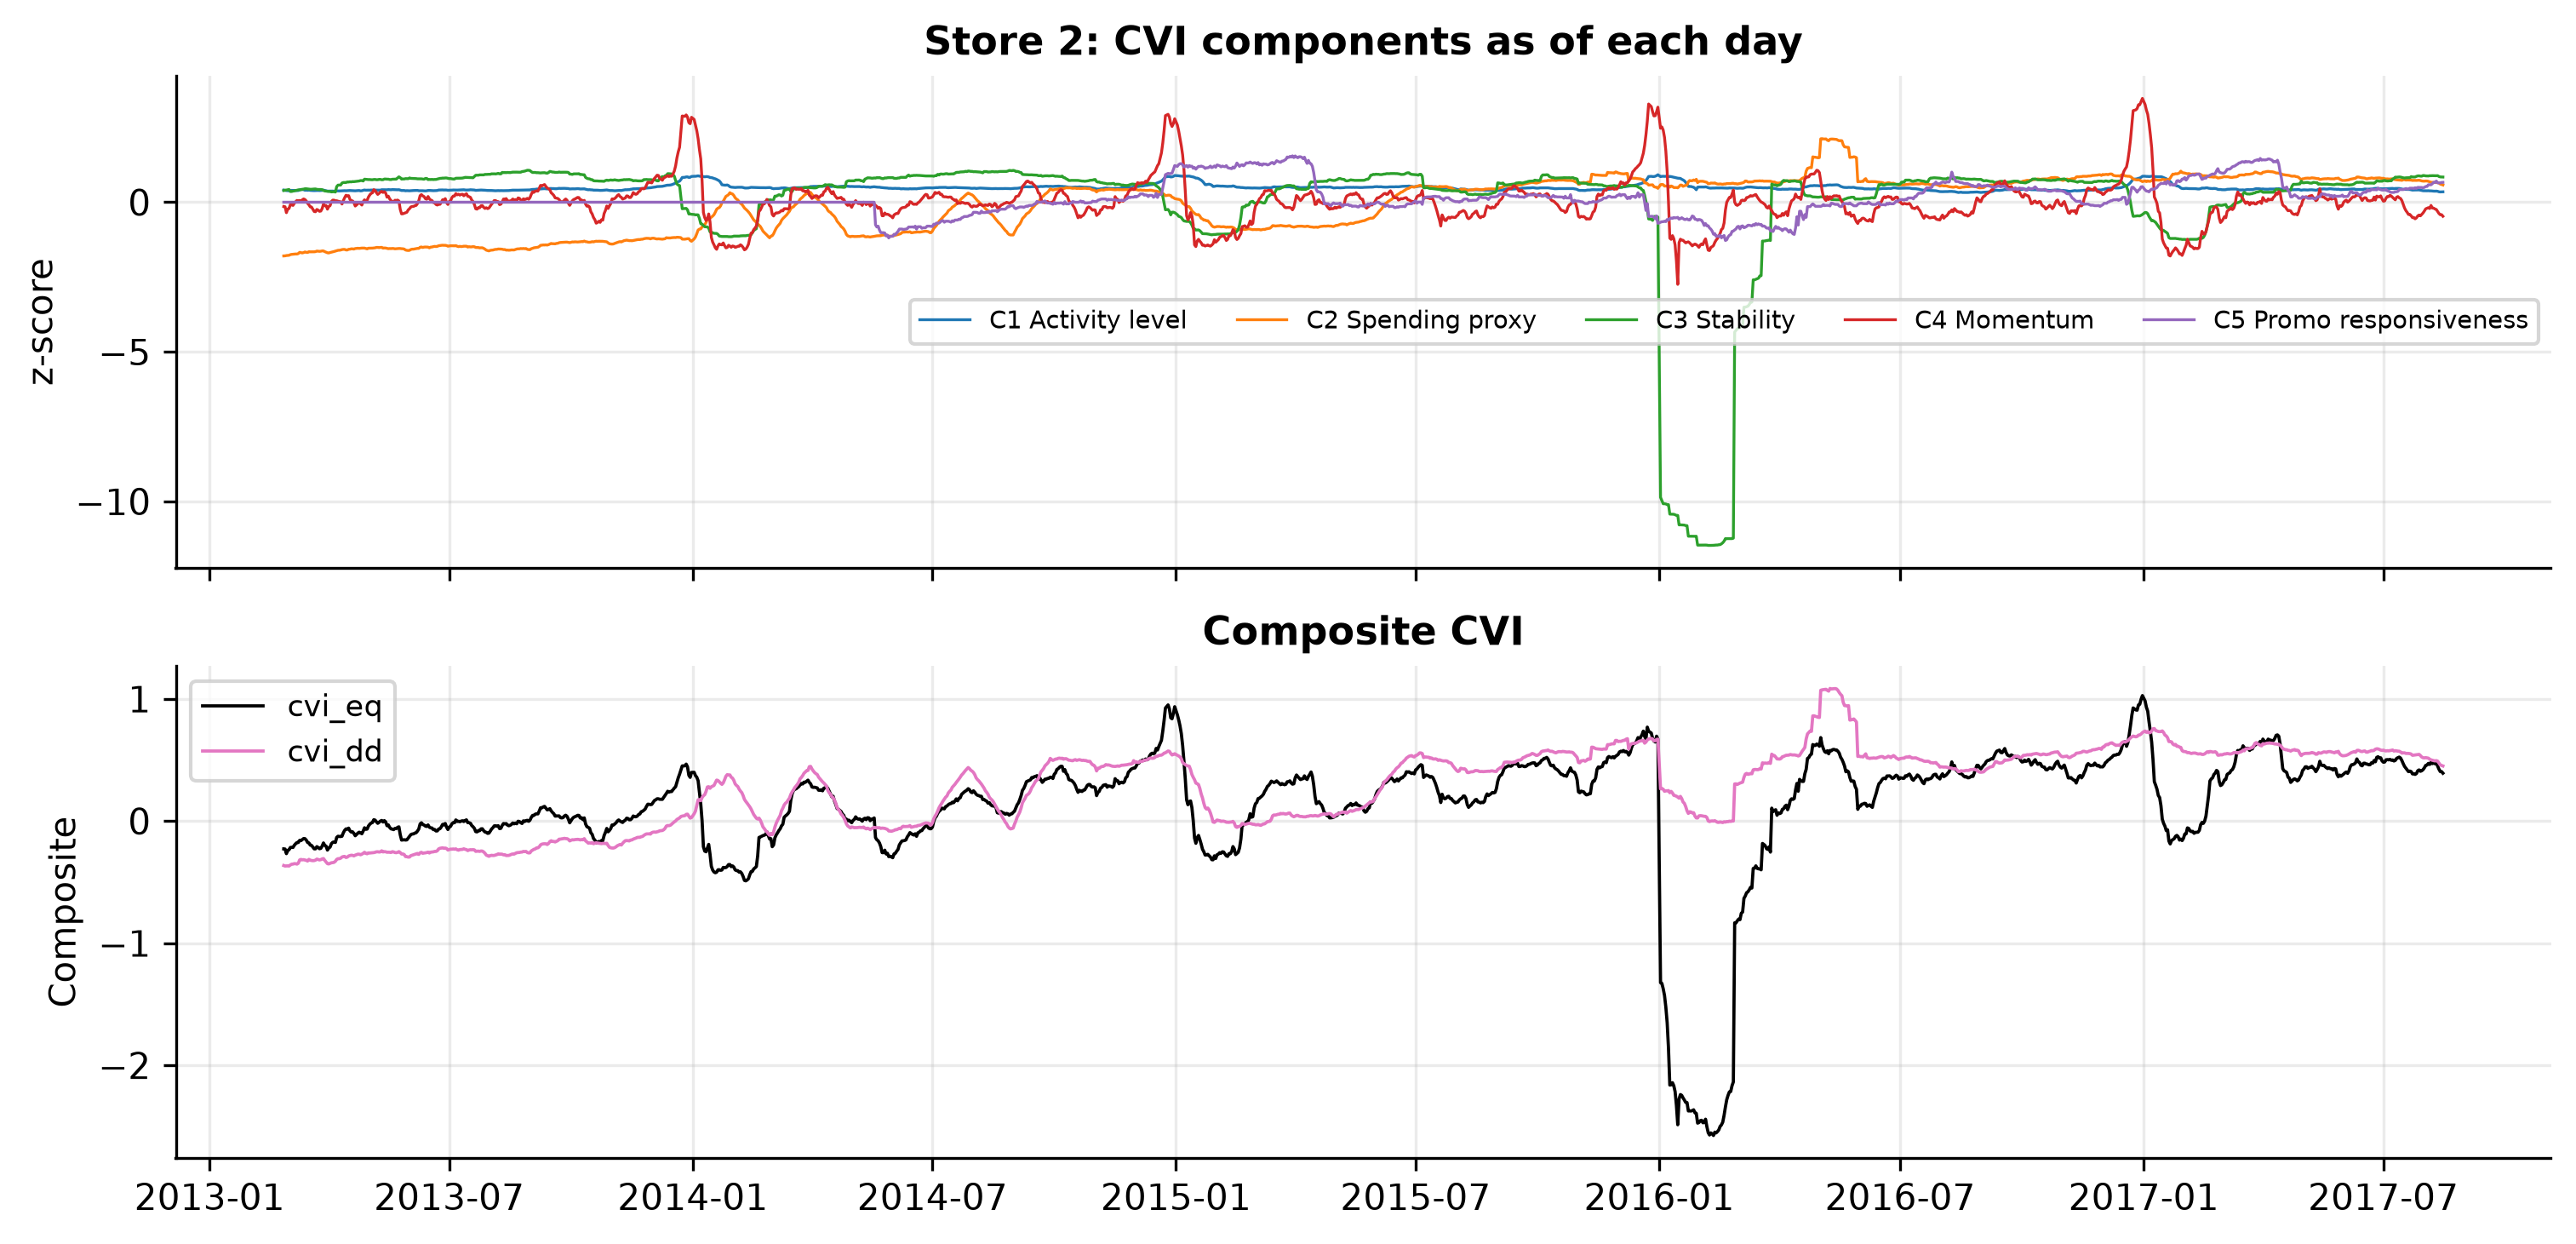 Store 2: CVI components as of each day
z-score
0
−5
−10
C1 Activity level
C2 Spending proxy
C3 Stability
C4 Momentum
C5 Promo responsiveness
Composite CVI
Composite
1
0
−1
−2
cvi_eq
cvi_dd
2013-01
2013-07
2014-01
2014-07
2015-01
2015-07
2016-01
2016-07
2017-01
2017-07